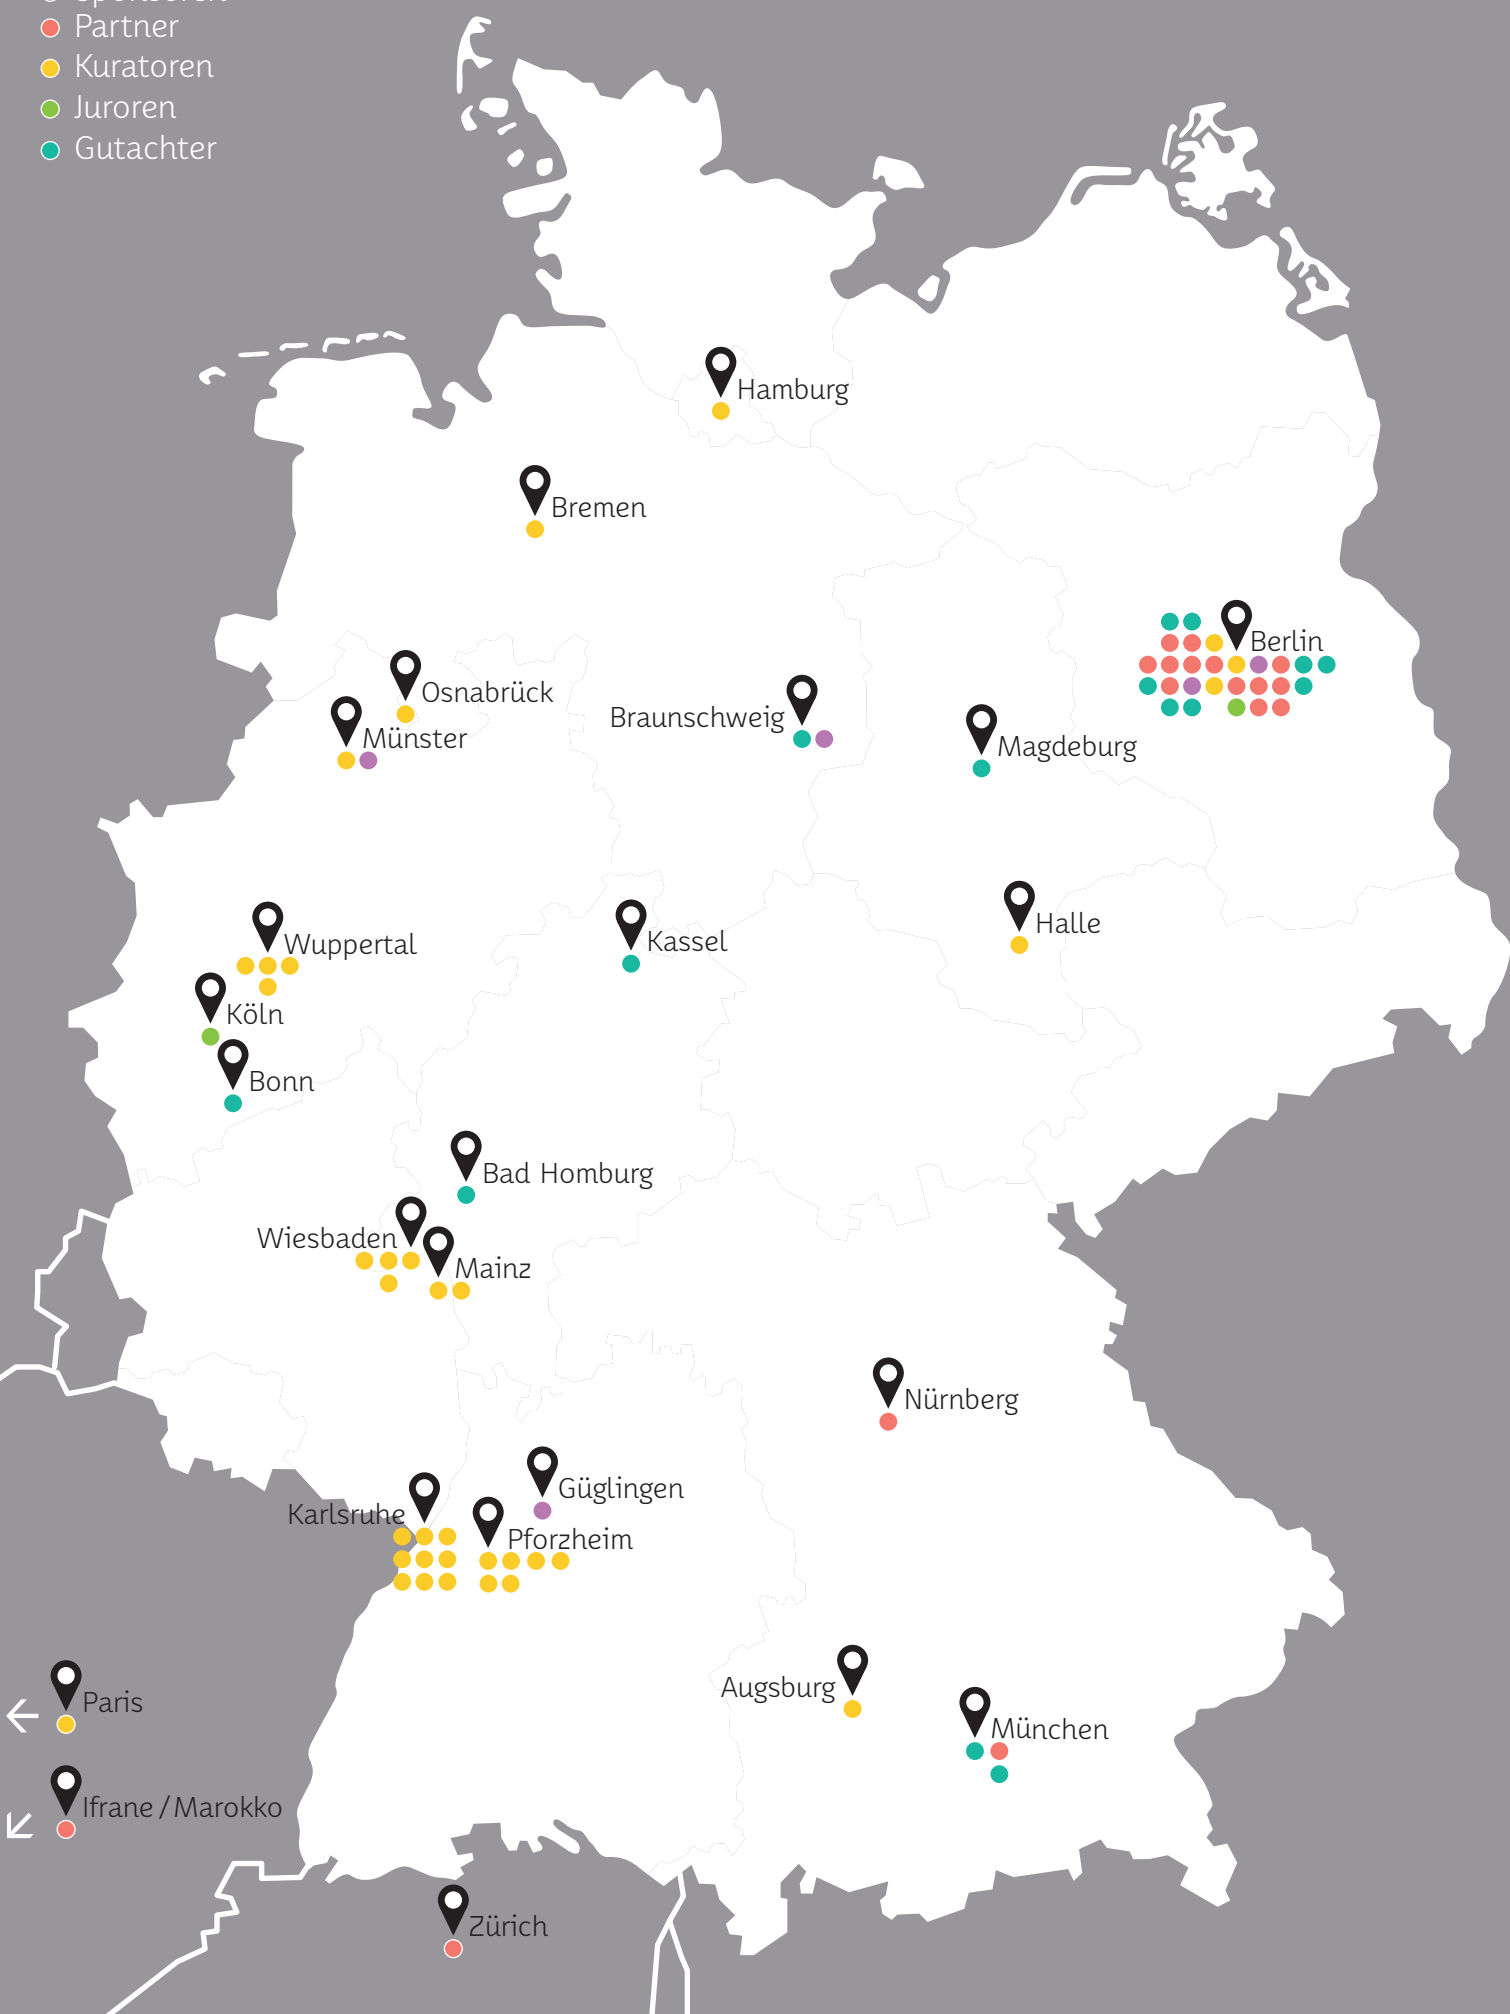 Partner
Kuratoren
Juroren
Gutachter
Hamburg
Bremen
Berlin
Osnabrück
Braunschweig
Münster
Magdeburg
Halle
Wuppertal
Kassel
Köln
Bonn
Bad Homburg
Wiesbaden
Mainz
Nürnberg
Güglingen
Karlsruhe
Pforzheim
Augsburg
Paris
München
Ifrane / Marokko
Zürich